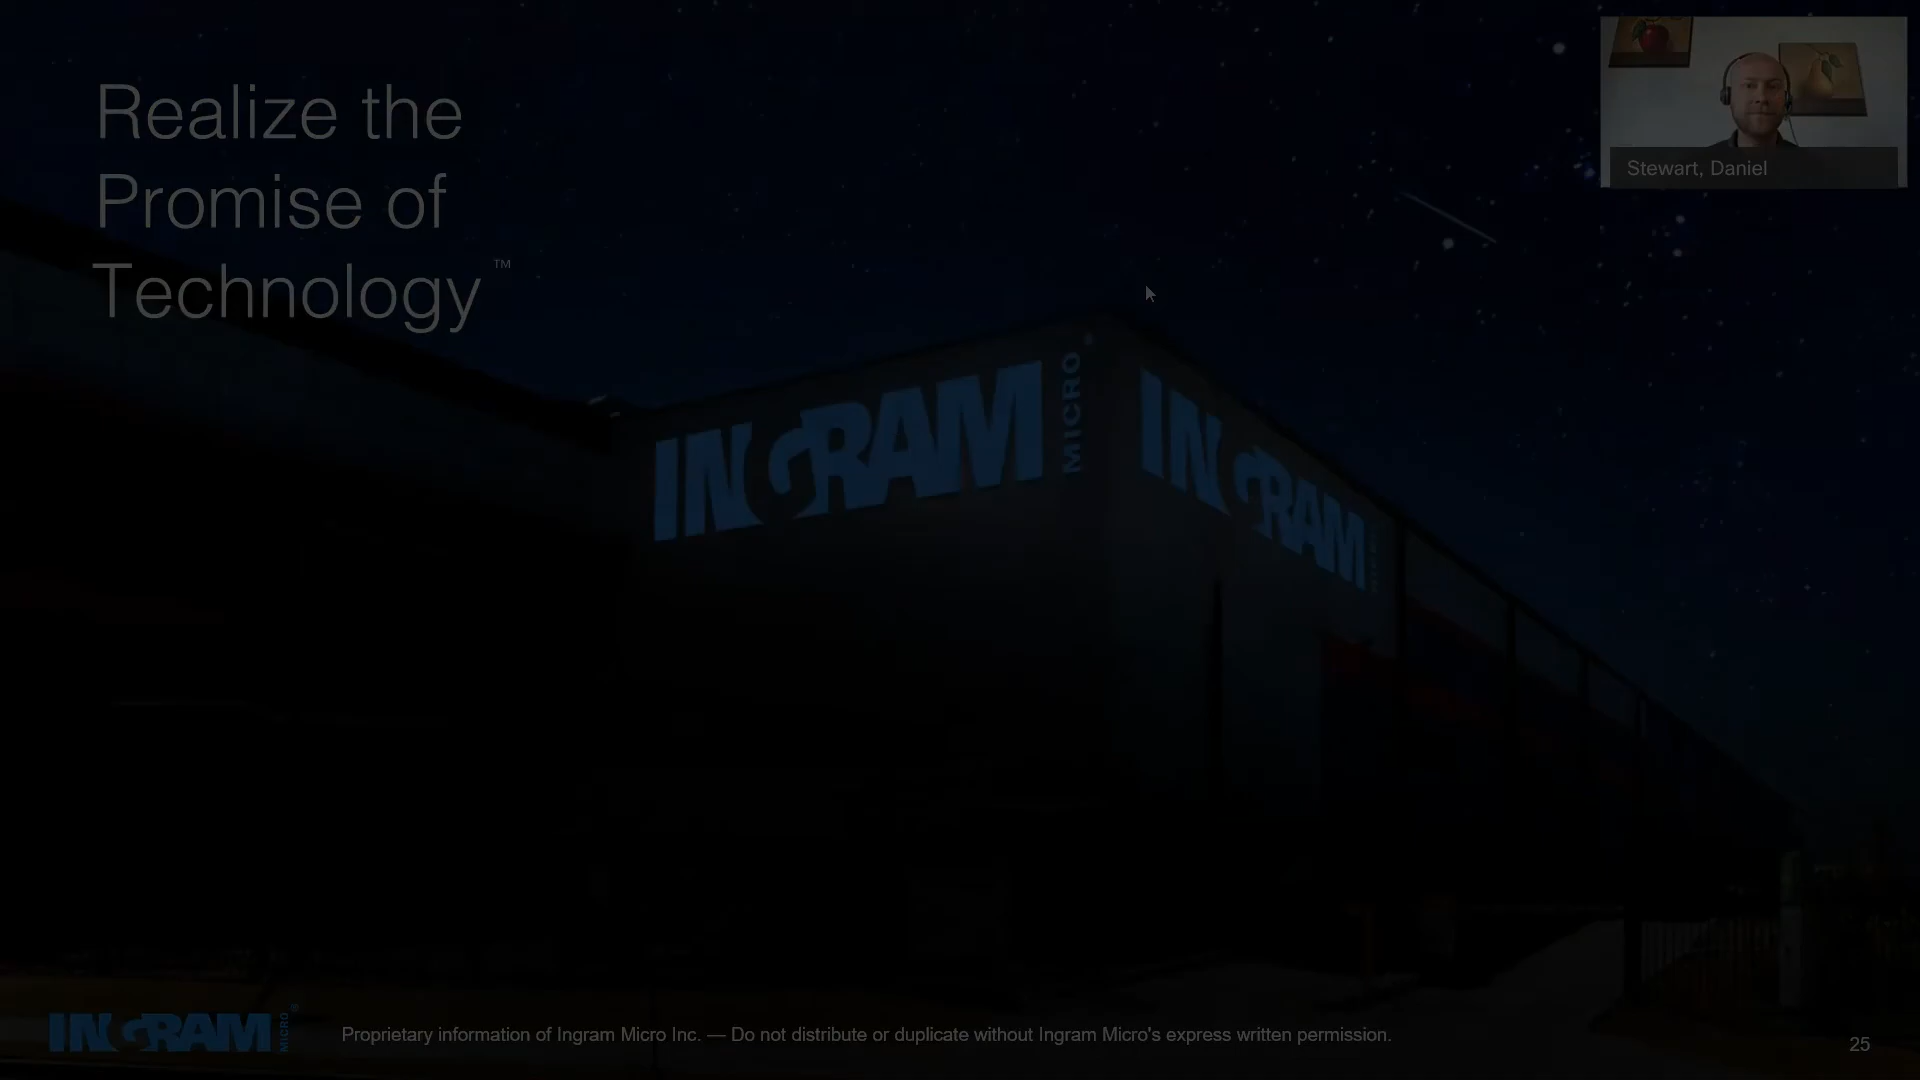 Realize the
Promise of
Technology™
Stewart, Daniel
INGRAM MICRO®
INGRAM
INGRAM MICRO®
Proprietary information of Ingram Micro Inc. — Do not distribute or duplicate without Ingram Micro's express written permission.
25